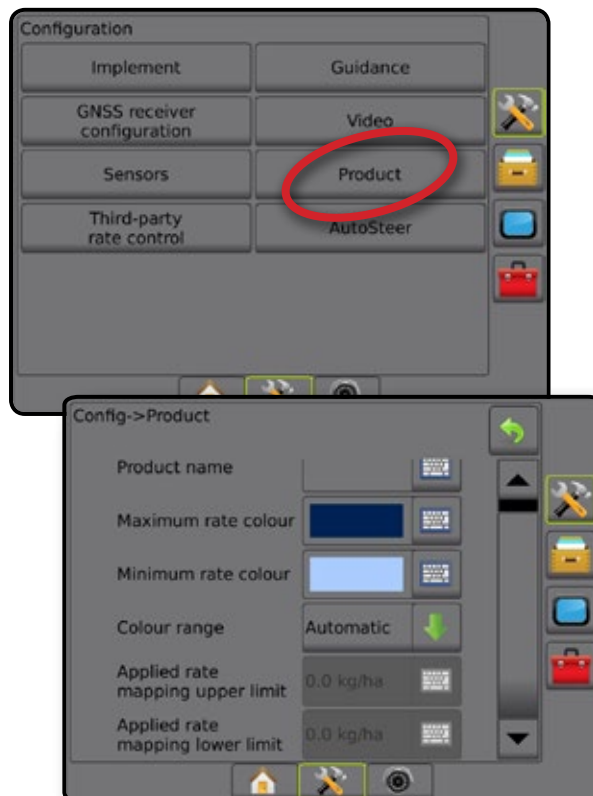 Configuration
Implement
Guidance
GNSS receiver
configuration
Video
Sensors
Product
Third-party
rate control
AutoSteer
Config->Product
Product name
Maximum rate colour
Minimum rate colour
Colour range
Automatic
Applied rate
mapping upper limit
0.0 kg/ha
Applied rate
mapping lower limit
0.0 kg/ha